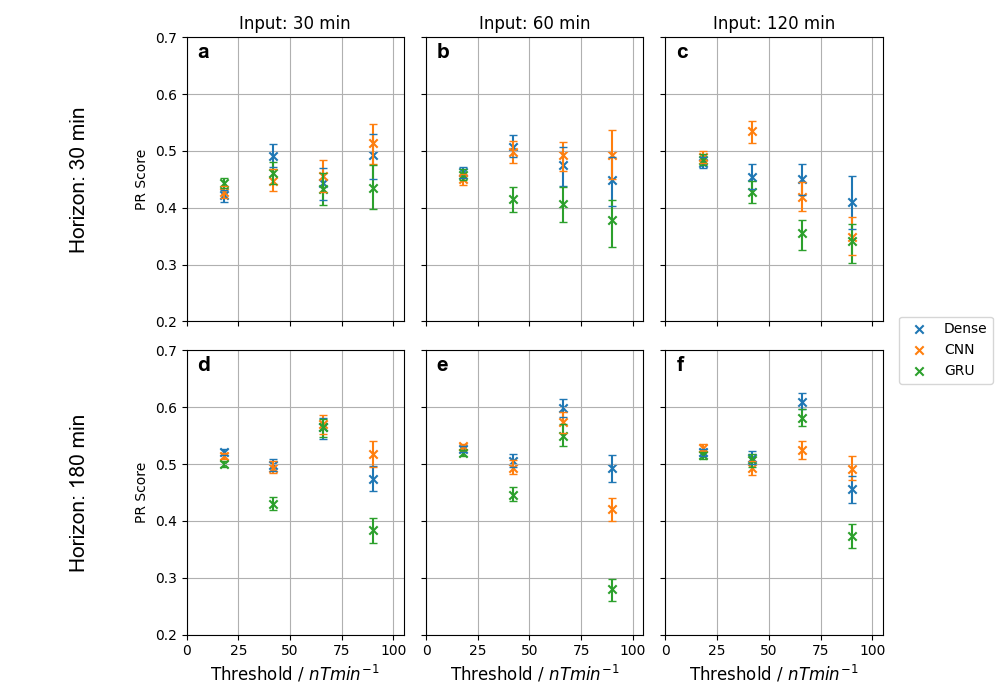 Input: 30 min
Input: 60 min
Input: 120 min
Horizon: 30 min
PR Score
0.7
0.6
0.5
0.4
0.3
0.2
a
b
c
Dense
CNN
GRU
Horizon: 180 min
PR Score
0.7
0.6
0.5
0.4
0.3
0.2
d
e
f
0 25 50 75 100
0 25 50 75 100
0 25 50 75 100
Threshold / nTmin⁻¹
Threshold / nTmin⁻¹
Threshold / nTmin⁻¹